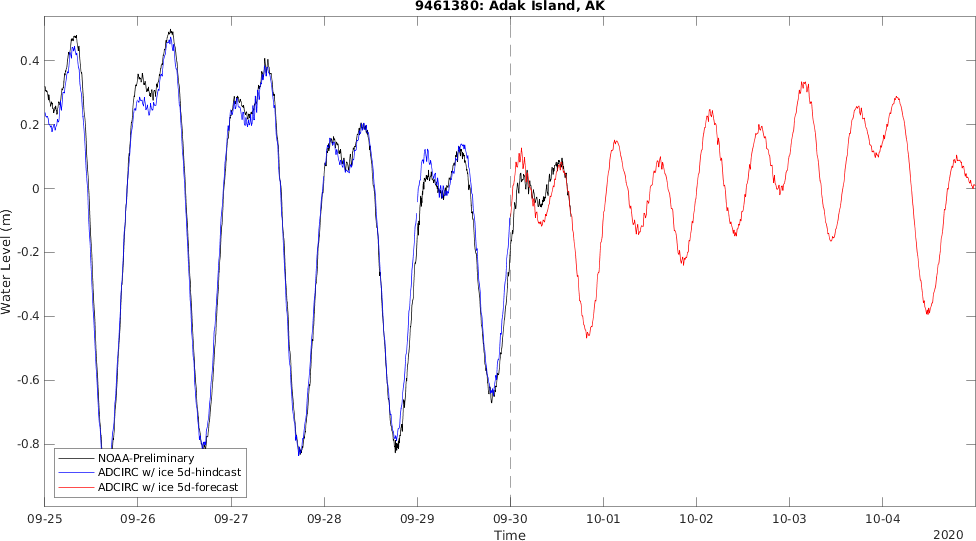 9461380: Adak Island, AK
Water Level (m)
0.4
0.2
0
-0.2
-0.4
-0.6
-0.8
NOAA-Preliminary
ADCIRC w/ ice 5d-hindcast
ADCIRC w/ ice 5d-forecast
09-25 09-26 09-27 09-28 09-29 09-30 10-01 10-02 10-03 10-04
Time
2020